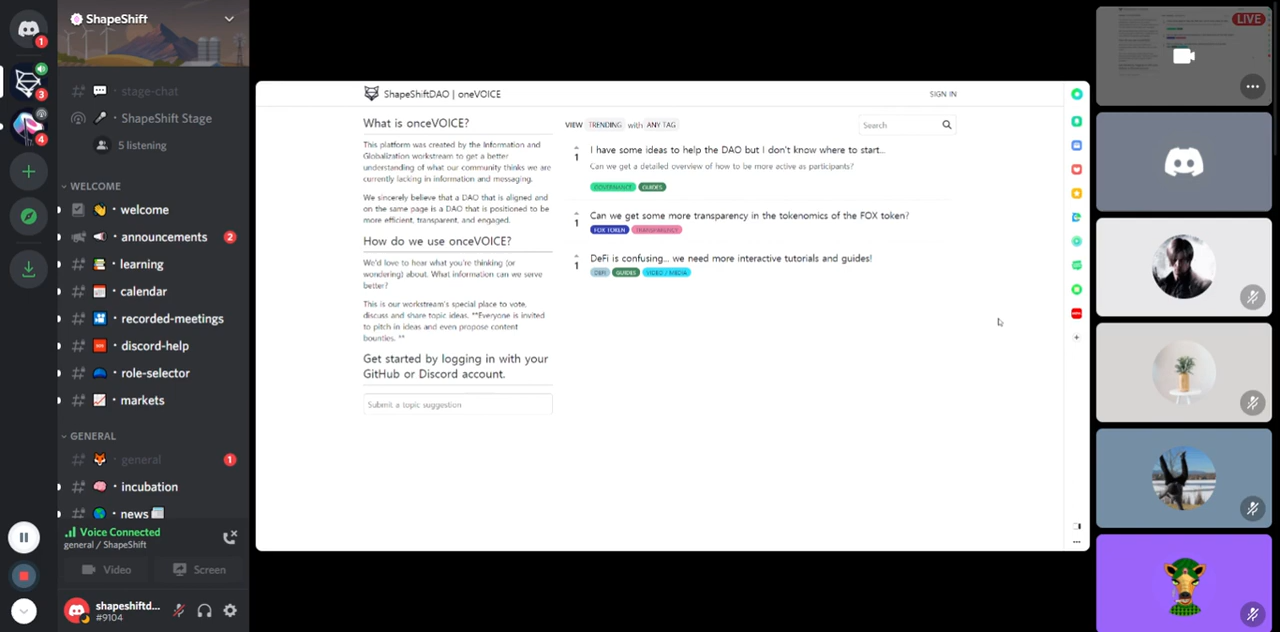 ShapeShift
stage-chat
ShapeShift Stage
5 listening
WELCOME
welcome
announcements 2
learning
calendar
recorded-meetings
discord-help
role-selector
markets
GENERAL
general 1
incubation
news
Voice Connected
general / ShapeShift
Video Screen
shapeshiftd...
#9104
1
3
4
ShapeShiftDAO | oneVOICE
SIGN IN
What is onceVOICE?
This platform was created by the Information and
Globalization workstream to get a better
understanding of what our community thinks we are
currently lacking in information and messaging.
We sincerely believe that a DAO that is aligned and
on the same page is a DAO that is positioned to be
more efficient, transparent, and engaged.
How do we use onceVOICE?
We'd love to hear what you're thinking (or
wondering) about. What information can we serve
better?
This is our workstream's special place to vote,
discuss and share topic ideas. **Everyone is invited
to pitch in ideas and even propose content
bounties. **
Get started by logging in with your
GitHub or Discord account.
Submit a topic suggestion
VIEW TRENDING with ANY TAG
Search
1
I have some ideas to help the DAO but I don't know where to start...
Can we get a detailed overview of how to be more active as participants?
GOVERNANCE GUIDES
1
Can we get some more transparency in the tokenomics of the FOX token?
FOX TOKEN TRANSPARENCY
1
DeFi is confusing... we need more interactive tutorials and guides!
DEFI GUIDES VIDEO / MEDIA
LIVE